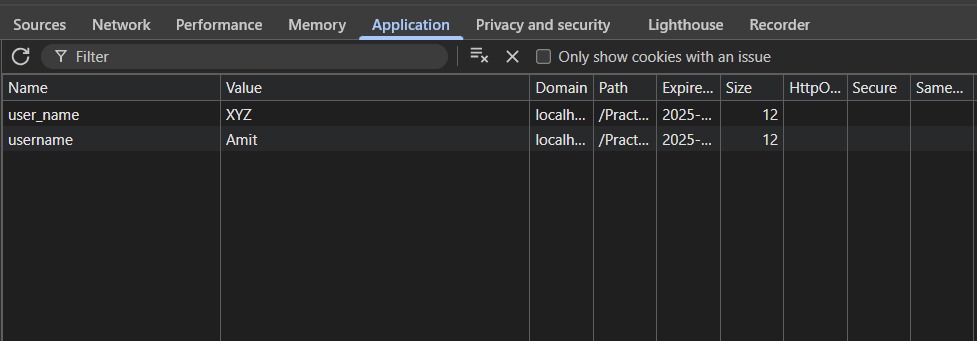 Sources Network Performance Memory Application Privacy and security Lighthouse Recorder
Filter Only show cookies with an issue
Name Value Domain Path Expire... Size HttpO... Secure Same...
user_name XYZ localh... /Pract... 2025-... 12
username Amit localh... /Pract... 2025-... 12